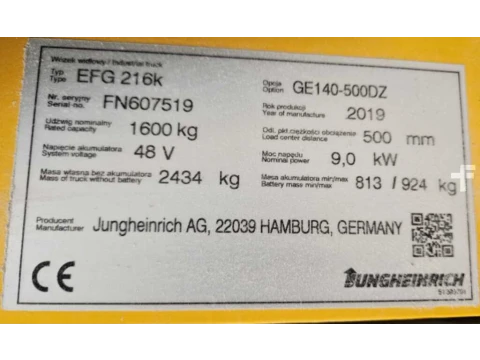 Wózek widłowy / Industrial truck
Typ
Type EFG 216k
Opcja
Option GE140-500DZ
Nr. seryjny
Serial-no. FN607519
Rok produkcji
Year of manufacture 2019
Udźwig nominalny
Rated capacity 1600 kg
Odl. pkt.ciężkości obciążenia
Load center distance 500 mm
Napięcie akumulatora
System voltage 48 V
Moc napędu
Nominal power 9,0 kW
Masa własna bez akumulatora
Mass of truck without battery 2434 kg
Masa akumulatora min/max
Battery mass min/max 813 / 924 kg
Producent
Manufacturer Jungheinrich AG, 22039 HAMBURG, GERMANY
CE
JUNGHEINRICH